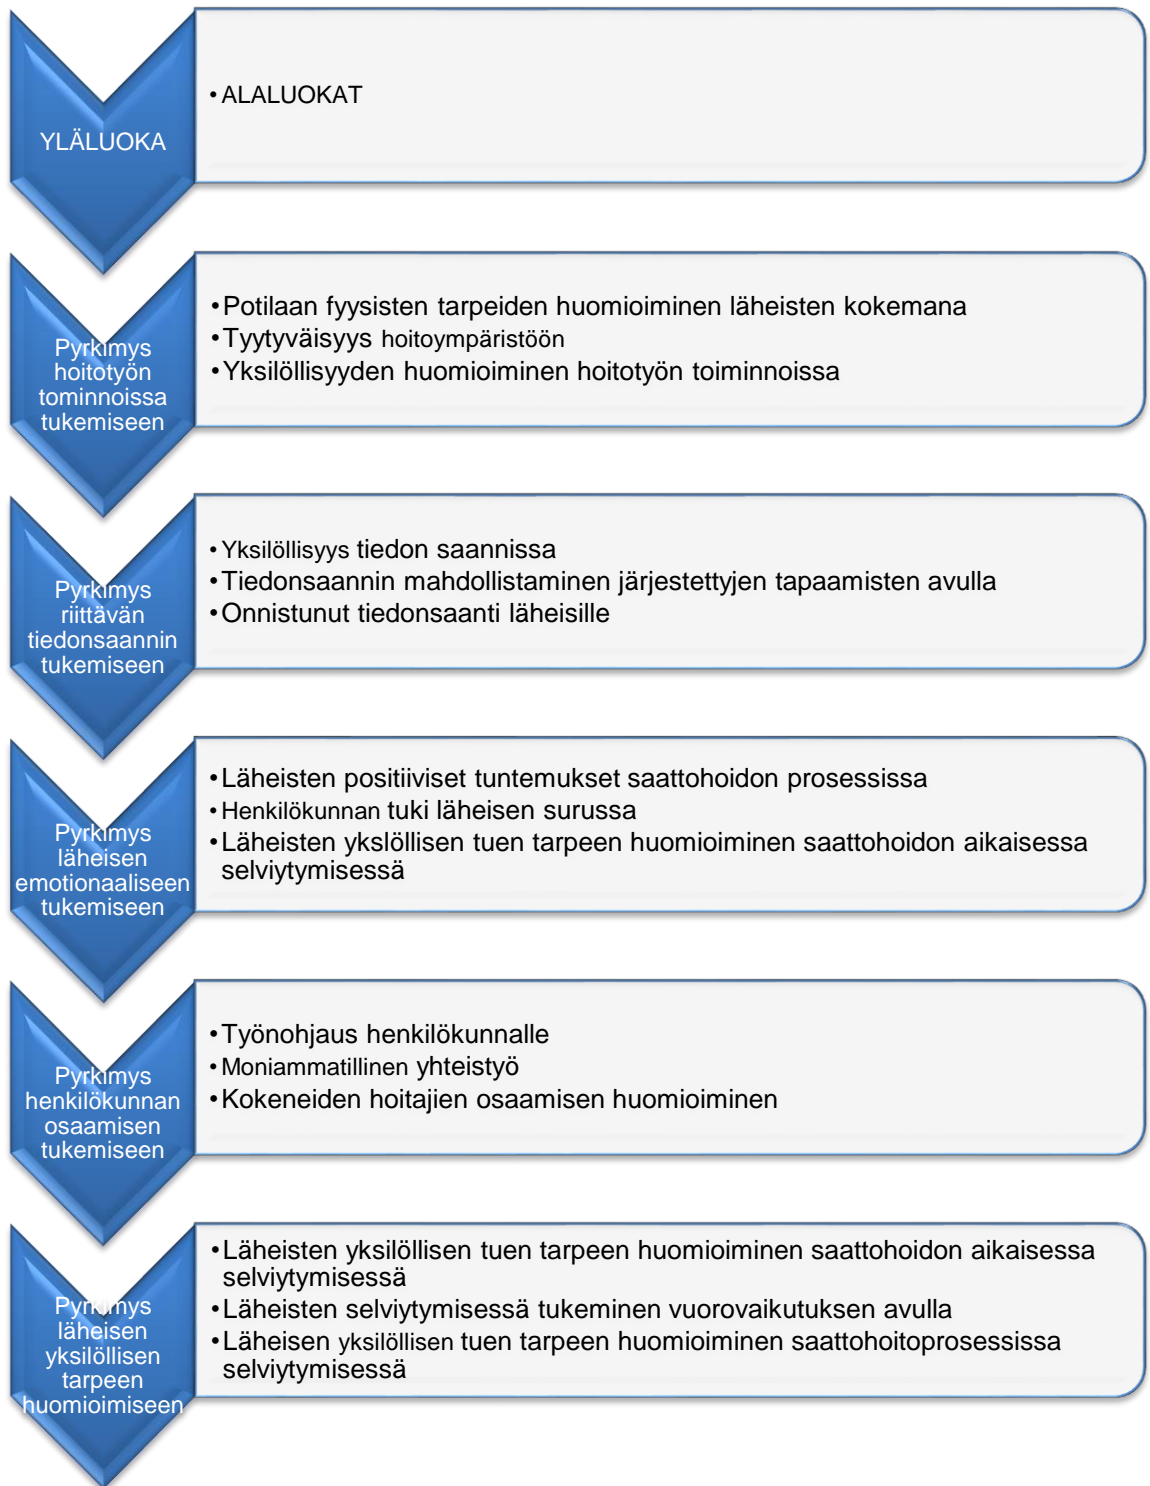 YLÄLUOKA
• ALALUOKAT
Pyrkimys
hoitotyön
tominnoissa
tukemiseen
• Potilaan fyysisten tarpeiden huomioiminen läheisten kokemana
• Tyytyväisyys hoitoympäristöön
• Yksilöllisyyden huomioiminen hoitotyön toiminnoissa
Pyrkimys
riittävän
tiedonsaannin
tukemiseen
• Yksilöllisyys tiedon saannissa
• Tiedonsaannin mahdollistaminen järjestettyjen tapaamisten avulla
• Onnistunut tiedonsaanti läheisille
Pyrkimys
läheisen
emotionaaliseen
tukemiseen
• Läheisten positiiviset tuntemukset saattohoidon prosessissa
• Henkilökunnan tuki läheisen surussa
• Läheisten ykslöllisen tuen tarpeen huomioiminen saattohoidon aikaisessa
selviytymisessä
Pyrkimys
henkilökunnan
osaamisen
tukemiseen
• Työnohjaus henkilökunnalle
• Moniammatillinen yhteistyö
• Kokeneiden hoitajien osaamisen huomioiminen
Pyrkimys
läheisen
yksilöllisen
tarpeen
huomioimiseen
• Läheisten yksilöllisen tuen tarpeen huomioiminen saattohoidon aikaisessa
selviytymisessä
• Läheisten selviytymisessä tukeminen vuorovaikutuksen avulla
• Läheisen yksilöllisen tuen tarpeen huomioiminen saattohoitoprosessissa
selviytymisessä